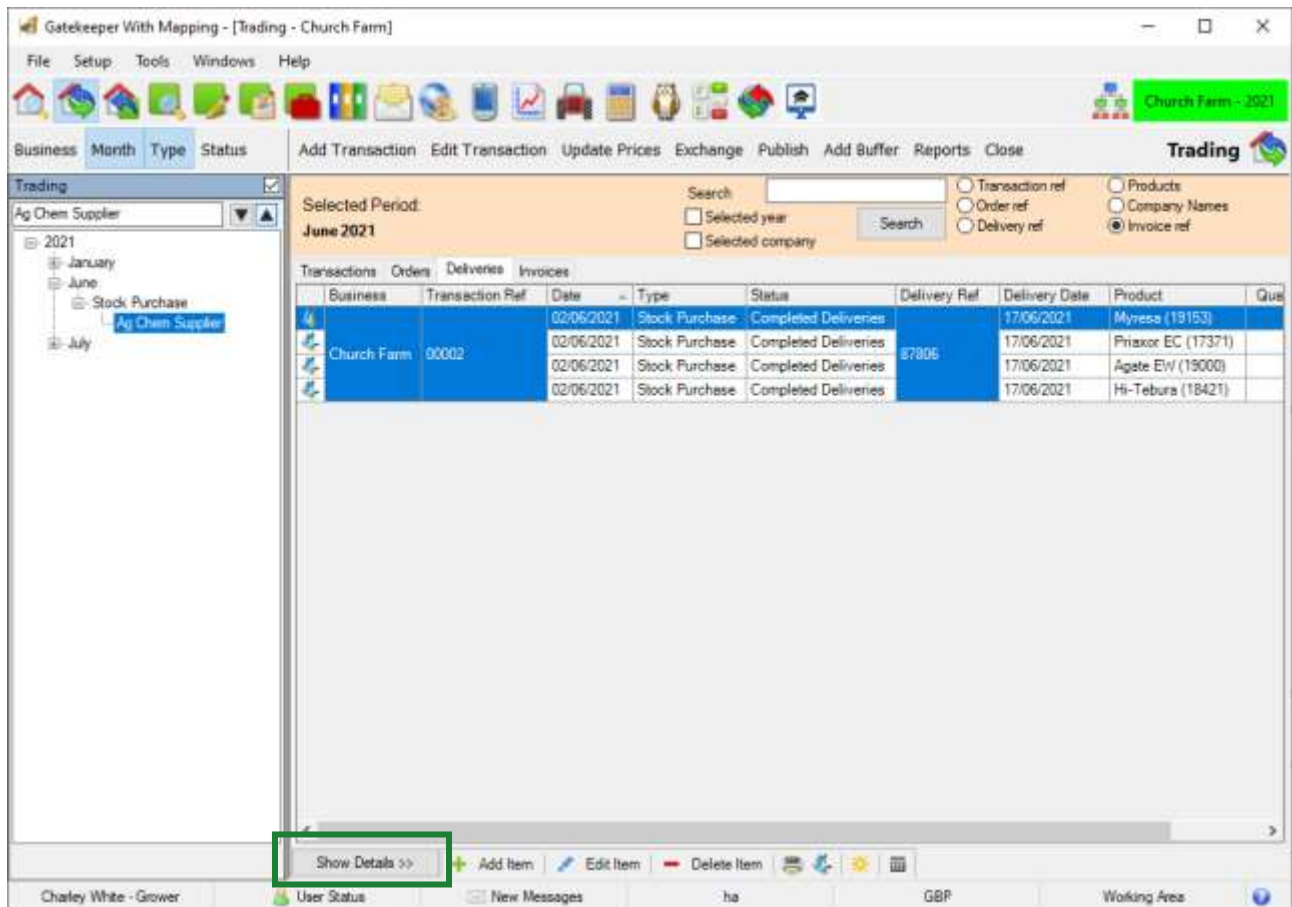 Gatekeeper With Mapping - [Trading - Church Farm]
File Setup Tools Windows Help
Church Farm - 2021
Business Month Type Status Add Transaction Edit Transaction Update Prices Exchange Publish Add Buffer Reports Close Trading
Trading
Ag Chem Supplier
2021
January
June
Stock Purchase
Ag Chem Supplier
July
Selected Period:
June 2021
Search
Selected year
Selected company
Search
Transaction ref
Order ref
Delivery ref
Products
Company Names
Invoice ref
Transactions Orders Deliveries Invoices
Business Transaction Ref Date Type Status Delivery Ref Delivery Date Product Qua
02/06/2021 Stock Purchase Completed Deliveries 17/06/2021 Myresa (19153)
02/06/2021 Stock Purchase Completed Deliveries 17/06/2021 Priaxor EC (17371)
Church Farm 00002 87806
02/06/2021 Stock Purchase Completed Deliveries 17/06/2021 Agate EW (19000)
02/06/2021 Stock Purchase Completed Deliveries 17/06/2021 Hi-Tebura (18421)
Show Details >> Add Item Edit Item Delete Item
Charley White - Grower User Status New Messages ha GBP Working Area